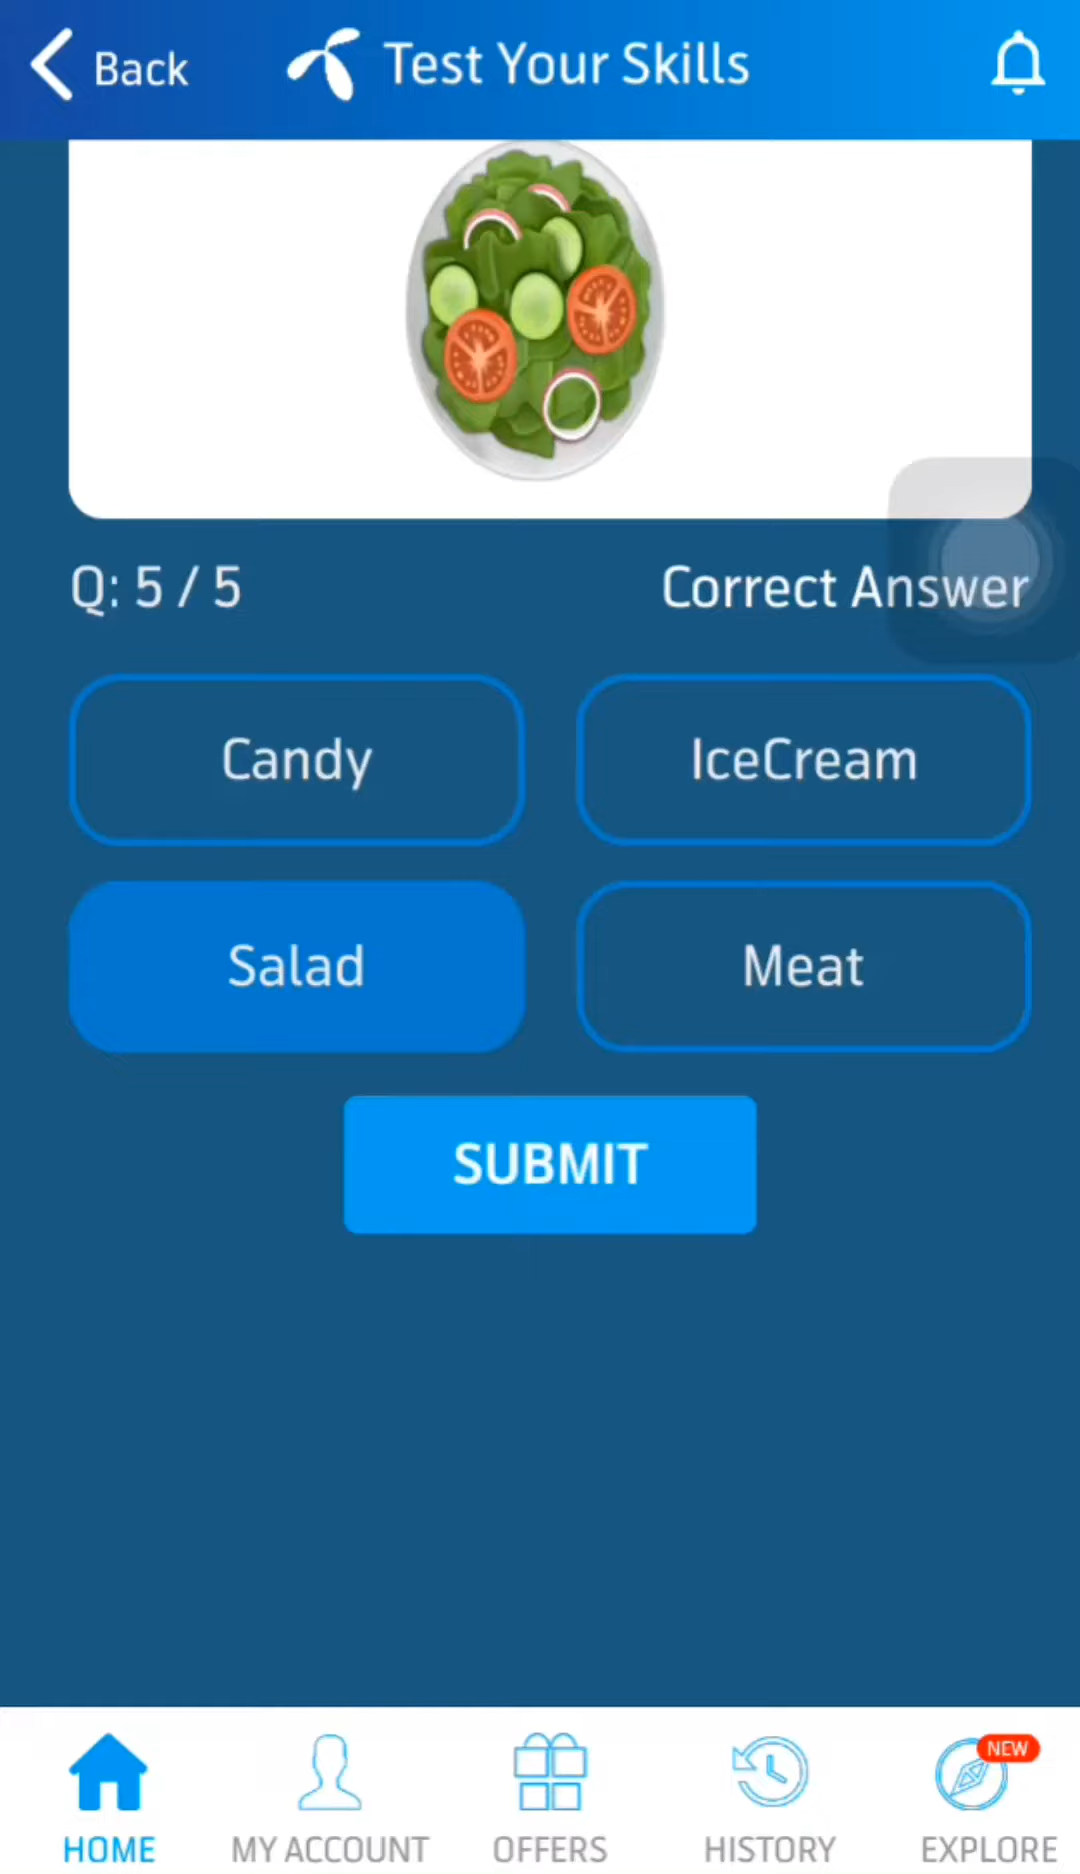 Back
Test Your Skills
Q: 5 / 5
Correct Answer
Candy
IceCream
Salad
Meat
SUBMIT
NEW
HOME
MY ACCOUNT
OFFERS
HISTORY
EXPLORE